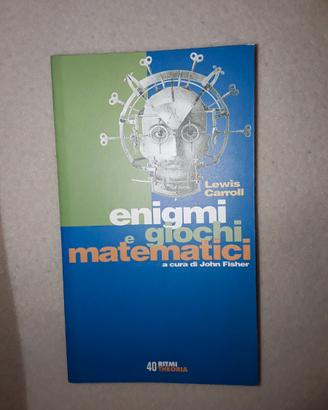 Lewis
Carroll
enigmi
e giochi
matematici
a cura di John Fisher
40 RITMI
THEORIA